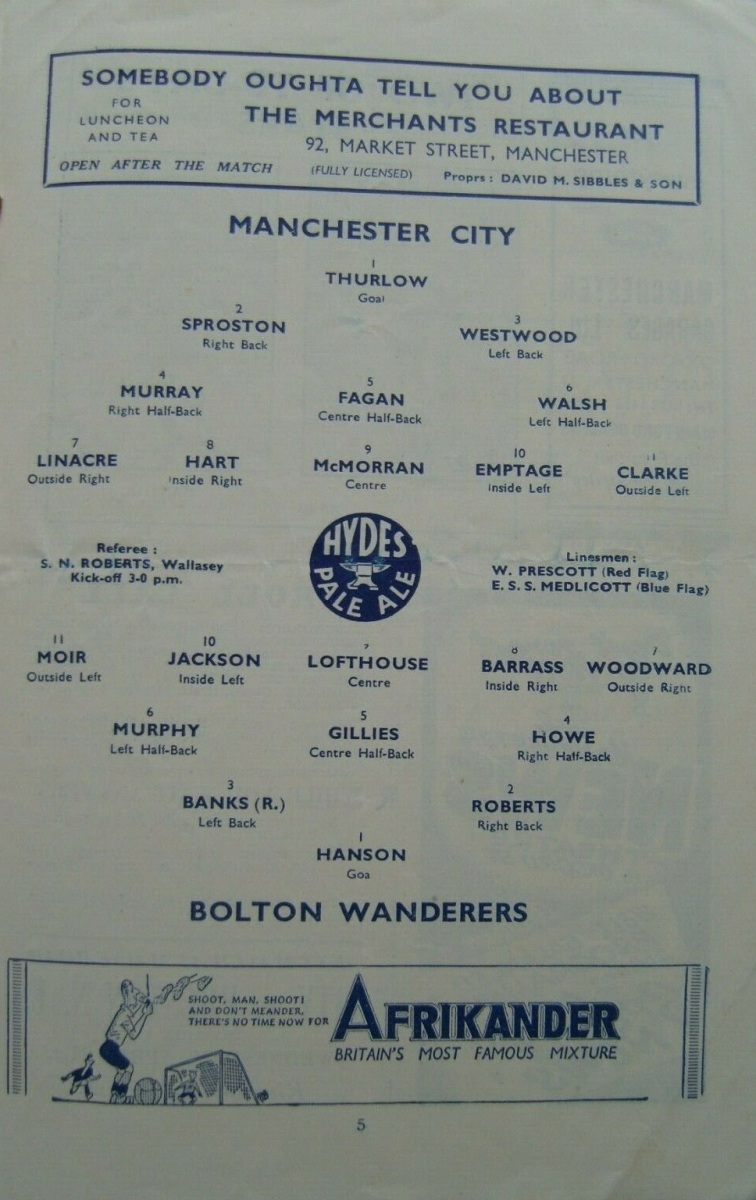 SOMEBODY OUGHTA TELL YOU ABOUT
FOR
LUNCHEON
AND TEA
THE MERCHANTS RESTAURANT
92, MARKET STREET, MANCHESTER
OPEN AFTER THE MATCH (FULLY LICENSED) Proprs : DAVID M. SIBBLES & SON
MANCHESTER CITY
1
THURLOW
Goal
2 3
SPROSTON WESTWOOD
Right Back Left Back
4 5 6
MURRAY FAGAN WALSH
Right Half-Back Centre Half-Back Left Half-Back
7 8 9 10 11
LINACRE HART McMORRAN EMPTAGE CLARKE
Outside Right Inside Right Centre Inside Left Outside Left
Referee :
S. N. ROBERTS, Wallasey
Kick-off 3-0 p.m.
HYDES
PALE ALE
Linesmen :
W. PRESCOTT (Red Flag)
E. S. S. MEDLICOTT (Blue Flag)
11 10 9 8 7
MOIR JACKSON LOFTHOUSE BARRASS WOODWARD
Outside Left Inside Left Centre Inside Right Outside Right
6 5 4
MURPHY GILLIES HOWE
Left Half-Back Centre Half-Back Right Half-Back
3 2
BANKS (R.) ROBERTS
Left Back Right Back
1
HANSON
Goa
BOLTON WANDERERS
SHOOT, MAN, SHOOT!
AND DON'T MEANDER,
THERE'S NO TIME NOW FOR
AFRIKANDER
BRITAIN'S MOST FAMOUS MIXTURE
5